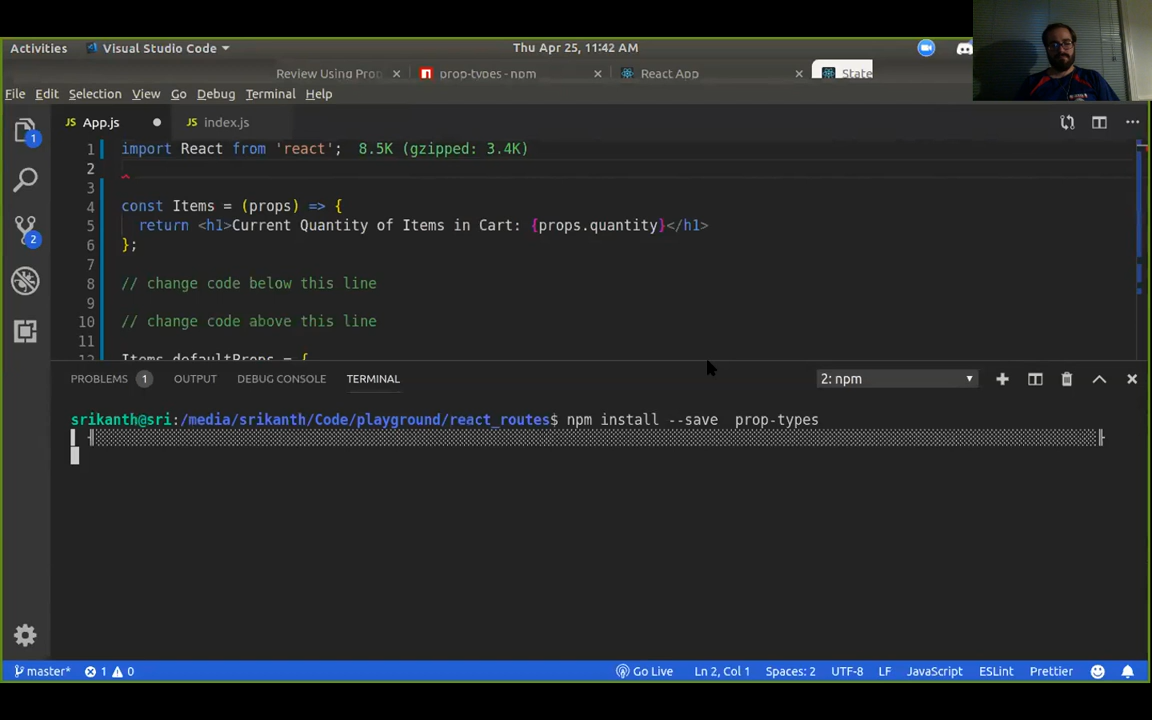 Activities Visual Studio Code Thu Apr 25, 11:42 AM
Review Using Prop prop-types - npm React App State
File Edit Selection View Go Debug Terminal Help
JS App.js JS index.js
1 import React from 'react'; 8.5K (gzipped: 3.4K)
2
3
4 const Items = (props) => {
5 return <h1>Current Quantity of Items in Cart: {props.quantity}</h1>
6 };
7
8 // change code below this line
9
10 // change code above this line
11
12 Items.defaultProps = {
PROBLEMS 1 OUTPUT DEBUG CONSOLE TERMINAL 2: npm
srikanth@sri:/media/srikanth/Code/playground/react_routes$ npm install --save  prop-types
1
2
master* 1 0 Go Live Ln 2, Col 1 Spaces: 2 UTF-8 LF JavaScript ESLint Prettier